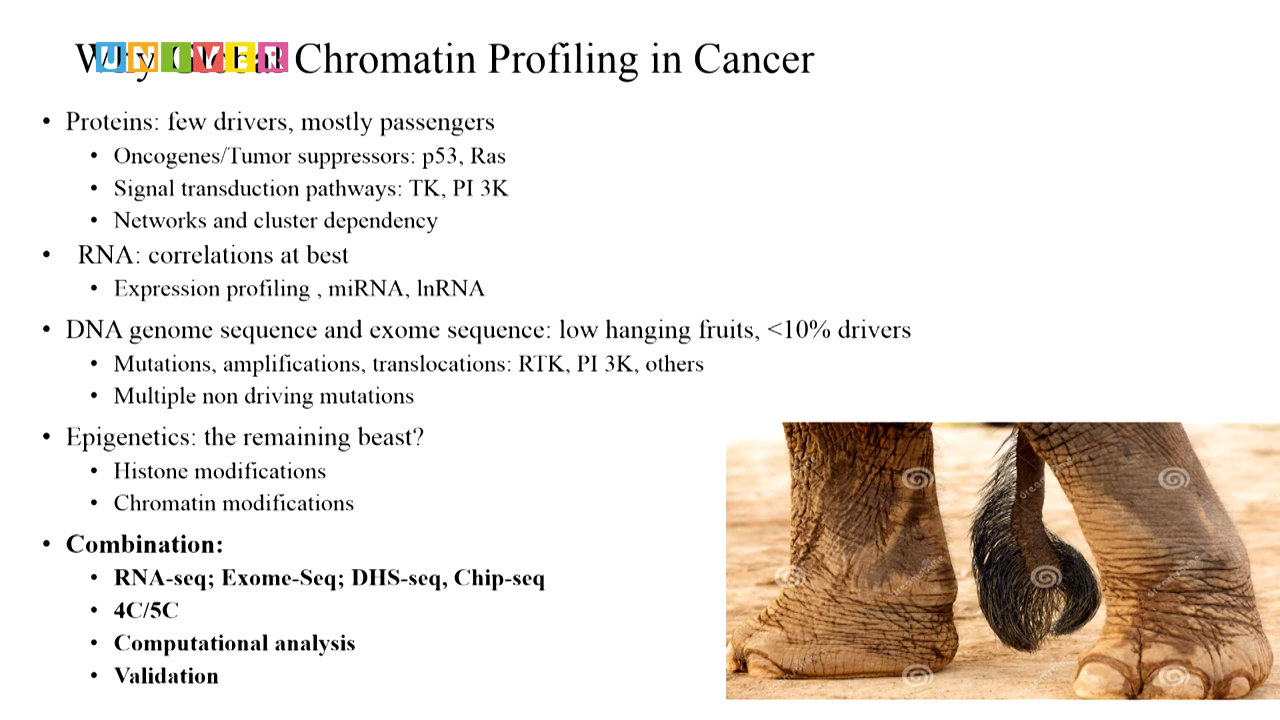 Why Global Chromatin Profiling in Cancer
UNIVER
• Proteins: few drivers, mostly passengers
• Oncogenes/Tumor suppressors: p53, Ras
• Signal transduction pathways: TK, PI 3K
• Networks and cluster dependency
• RNA: correlations at best
• Expression profiling , miRNA, lnRNA
• DNA genome sequence and exome sequence: low hanging fruits, <10% drivers
• Mutations, amplifications, translocations: RTK, PI 3K, others
• Multiple non driving mutations
• Epigenetics: the remaining beast?
• Histone modifications
• Chromatin modifications
• Combination:
• RNA-seq; Exome-Seq; DHS-seq, Chip-seq
• 4C/5C
• Computational analysis
• Validation